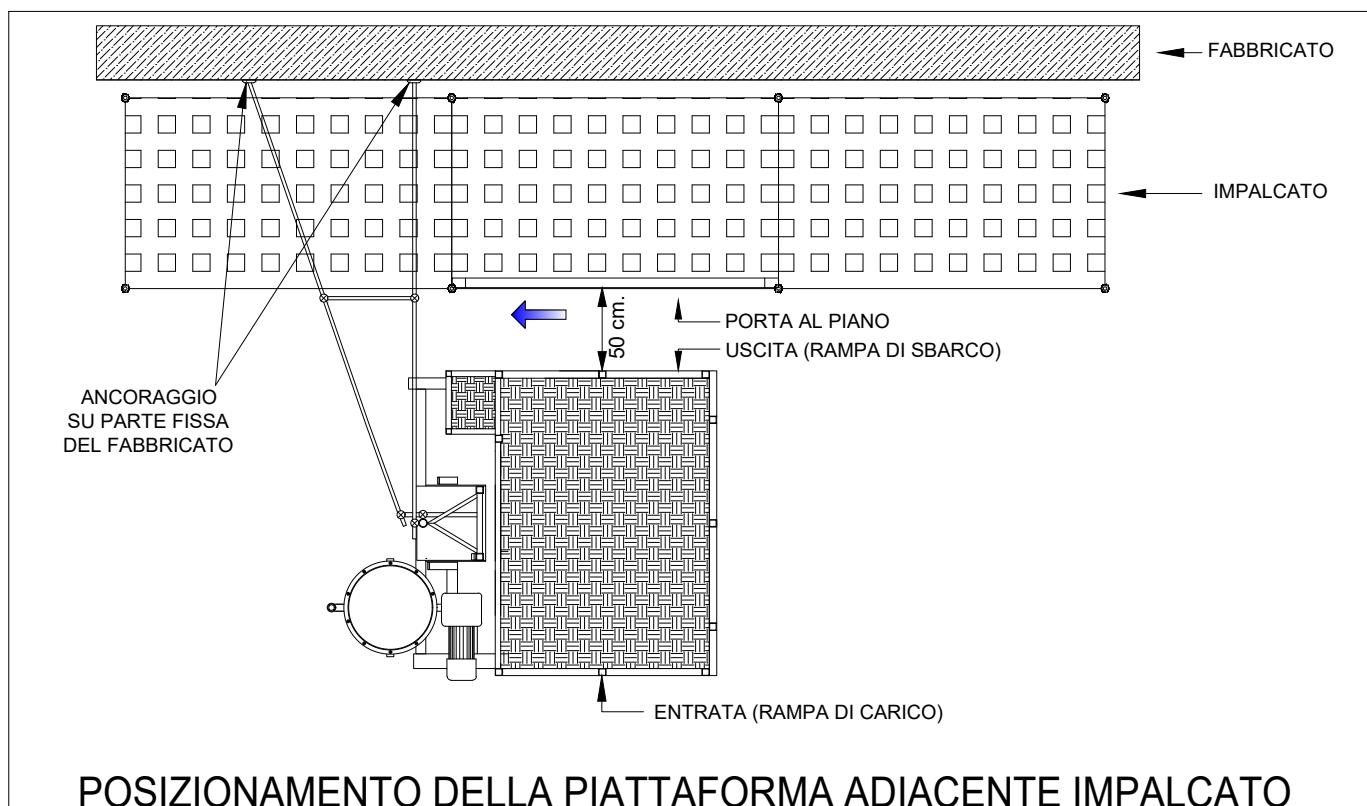 FABBRICATO
IMPALCATO
PORTA AL PIANO
50 cm.
USCITA (RAMPA DI SBARCO)
ANCORAGGIO
SU PARTE FISSA
DEL FABBRICATO
ENTRATA (RAMPA DI CARICO)
POSIZIONAMENTO DELLA PIATTAFORMA ADIACENTE IMPALCATO